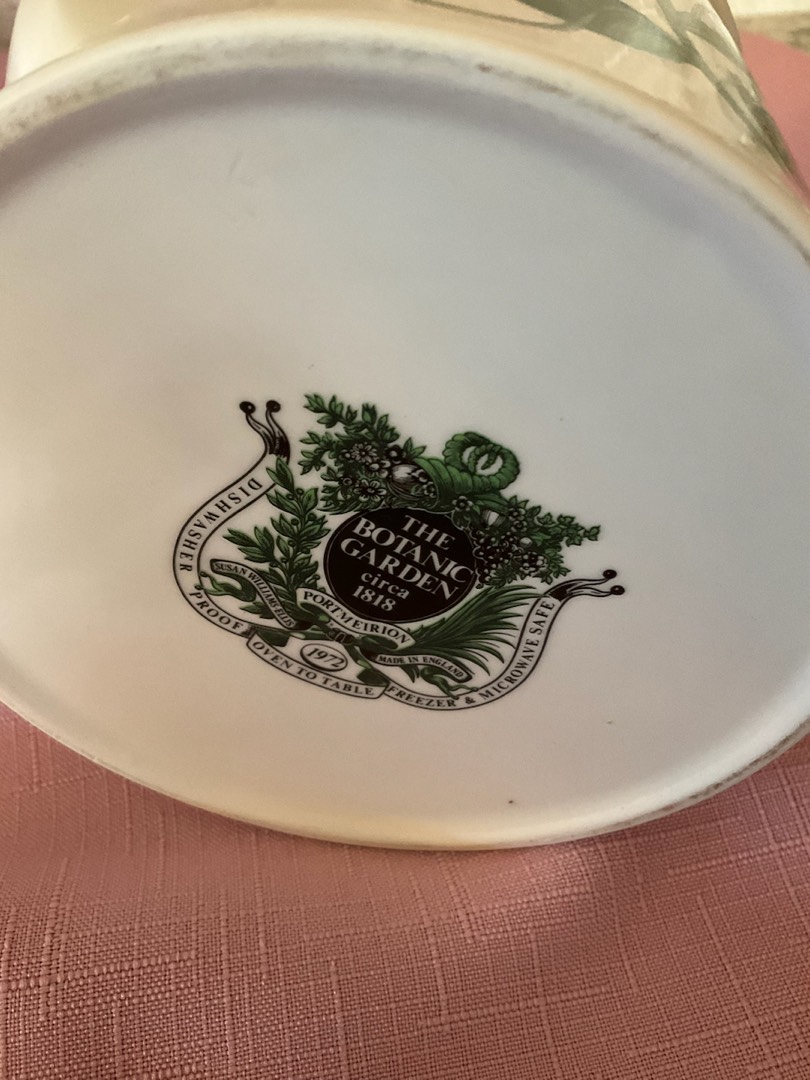 THE
BOTANIC
GARDEN
circa
1818
SUSAN WILLIAMS-ELLIS
PORTMEIRION
1972
MADE IN ENGLAND
DISHWASHER PROOF
OVEN TO TABLE
FREEZER & MICROWAVE SAFE